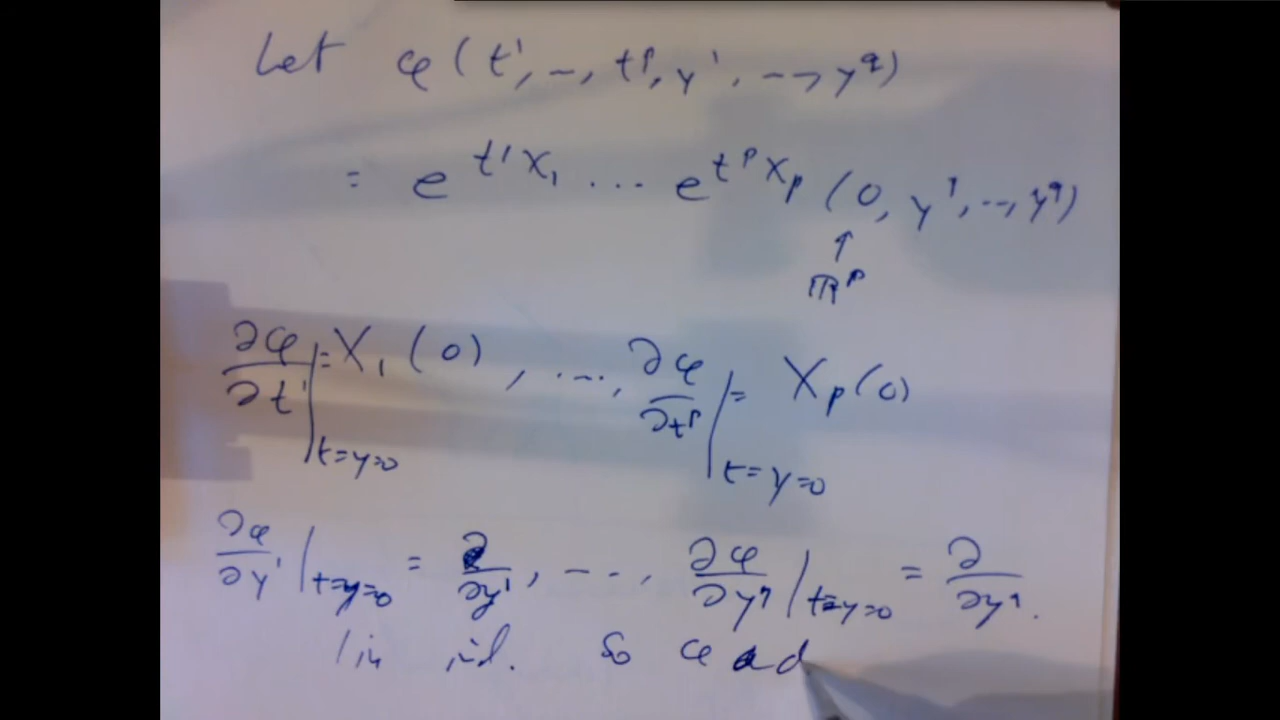 Let φ(t¹, –, tᵖ, y¹, --, y^q)
= e^{t¹X₁} ... e^{tᵖXₚ} (0, y¹, .., y^q)
↑
ℝᵖ
∂φ/∂t¹|_{t=y=0} = X₁(0), ..., ∂φ/∂tᵖ|_{t=y=0} = Xₚ(0)
∂φ/∂y¹|_{t=y=0} = ∂/∂y¹, -..., ∂φ/∂y^q|_{t=y=0} = ∂/∂y^q.
lin ind. So φ